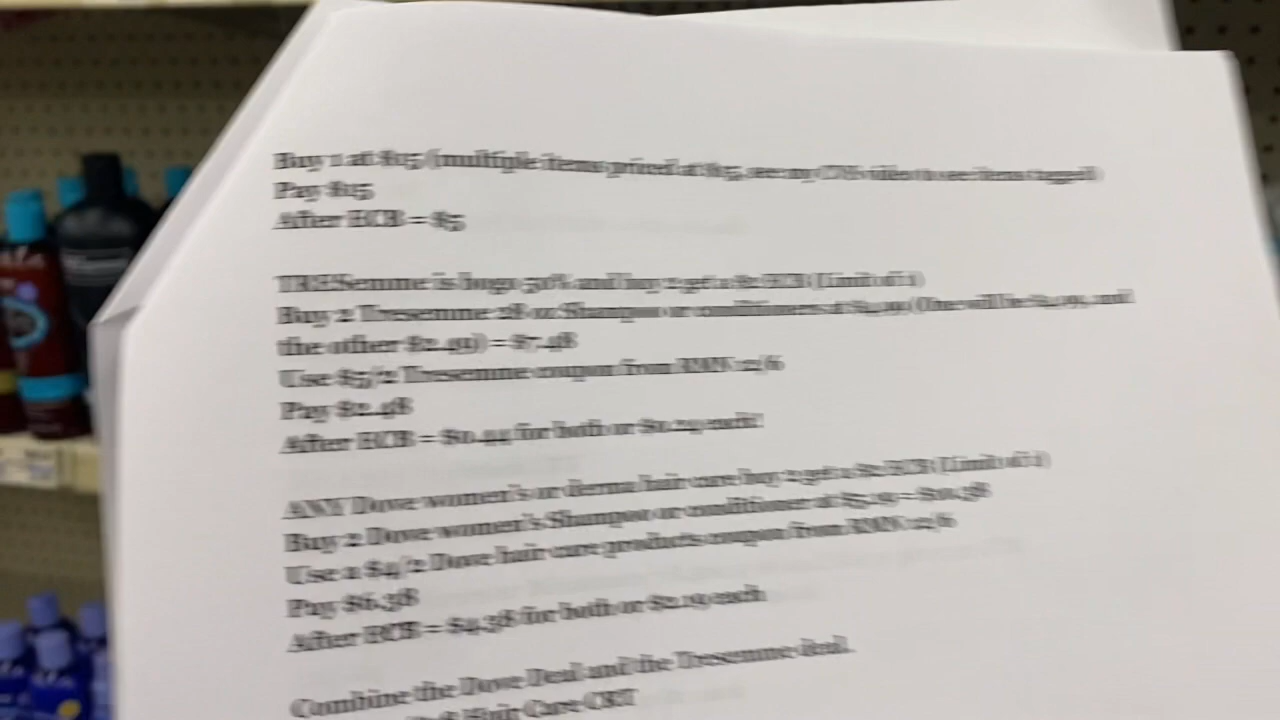 Buy 1 at $15 (multiple items priced at $15, see my CVS video to see items tagged)
Pay $15
After ECB = $5
TRESemme is bogo 50% and buy 2 get a $2 ECB (Limit of 1)
Buy 2 Tresemme 28 oz Shampoo or conditioners at $4.99 (One will be $4.99, and
the other $2.49) = $7.48
Use $5/2 Tresemme coupon from RMN 12/6
Pay $2.48
After ECB = for both or each!
ANY Dove women's or derma hair care buy 2 get a $2 ECB (Limit of 1)
Buy 2 Dove women's Shampoo or conditioner at $5.19 = $10.38
Use a $4/2 Dove hair care products coupon from RMN 12/6
Pay $6.38
After ECB = $4.38 for both or $2.19 each
Combine the Dove Deal and the Tresemme deal.
Hair Care CRT